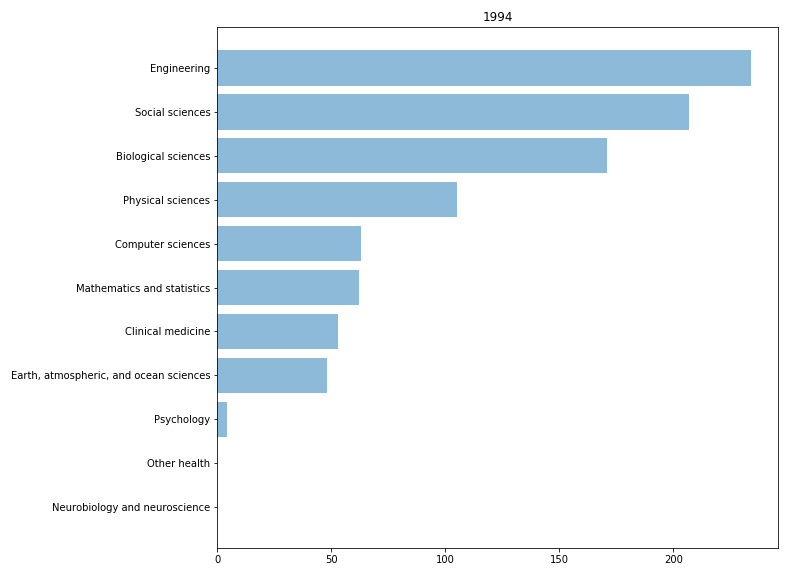 1994
Engineering
Social sciences
Biological sciences
Physical sciences
Computer sciences
Mathematics and statistics
Clinical medicine
Earth, atmospheric, and ocean sciences
Psychology
Other health
Neurobiology and neuroscience
0 50 100 150 200